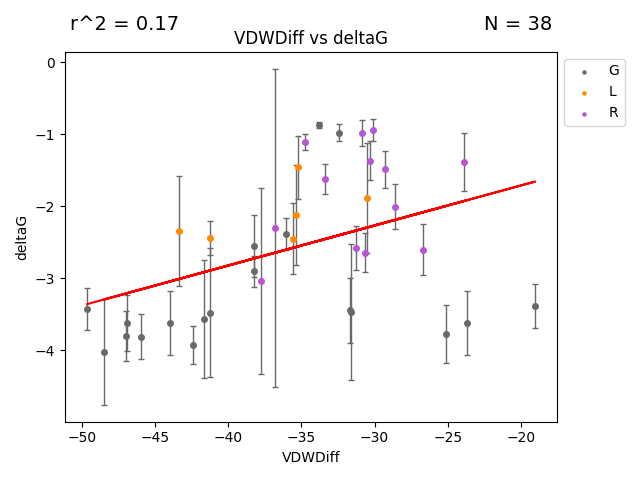 r^2 = 0.17
N = 38
VDWDiff vs deltaG
G
L
R
0
−1
−2
−3
−4
deltaG
−50
−45
−40
−35
−30
−25
−20
VDWDiff